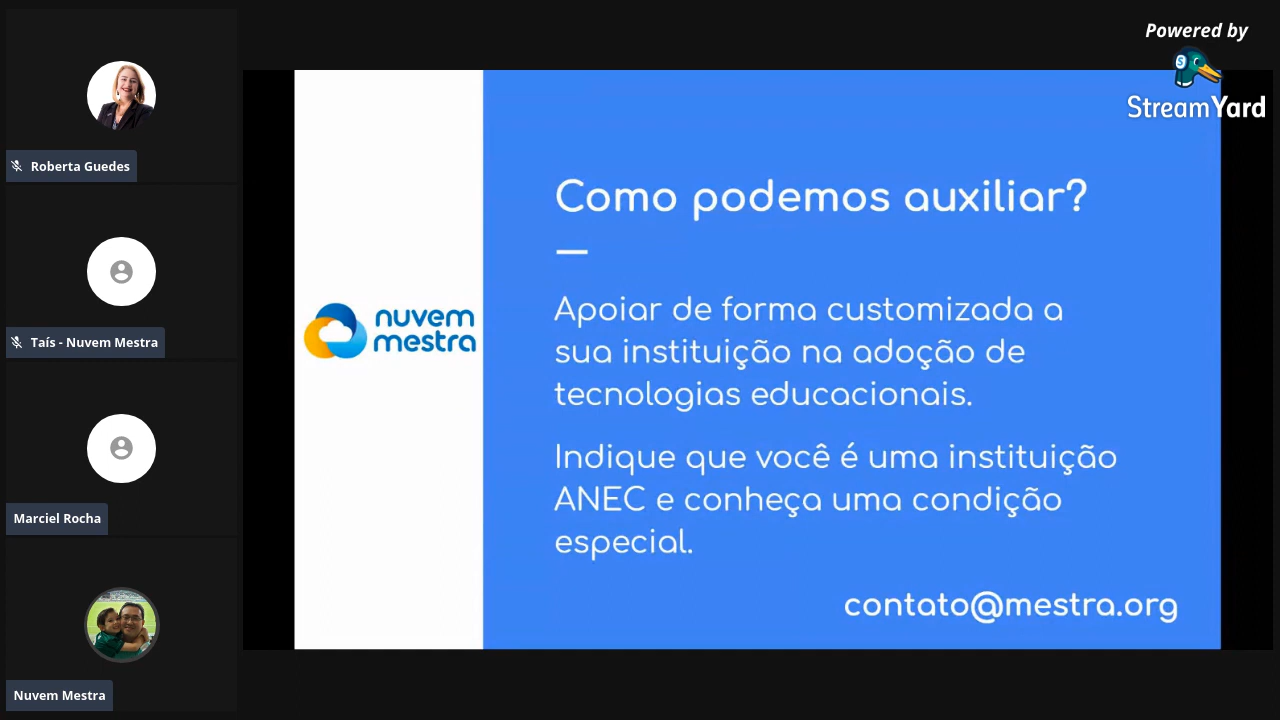 Powered by
StreamYard
Roberta Guedes
Taís - Nuvem Mestra
Marciel Rocha
Nuvem Mestra
nuvem
mestra
Como podemos auxiliar?
Apoiar de forma customizada a
sua instituição na adoção de
tecnologias educacionais.
Indique que você é uma instituição
ANEC e conheça uma condição
especial.
contato@mestra.org